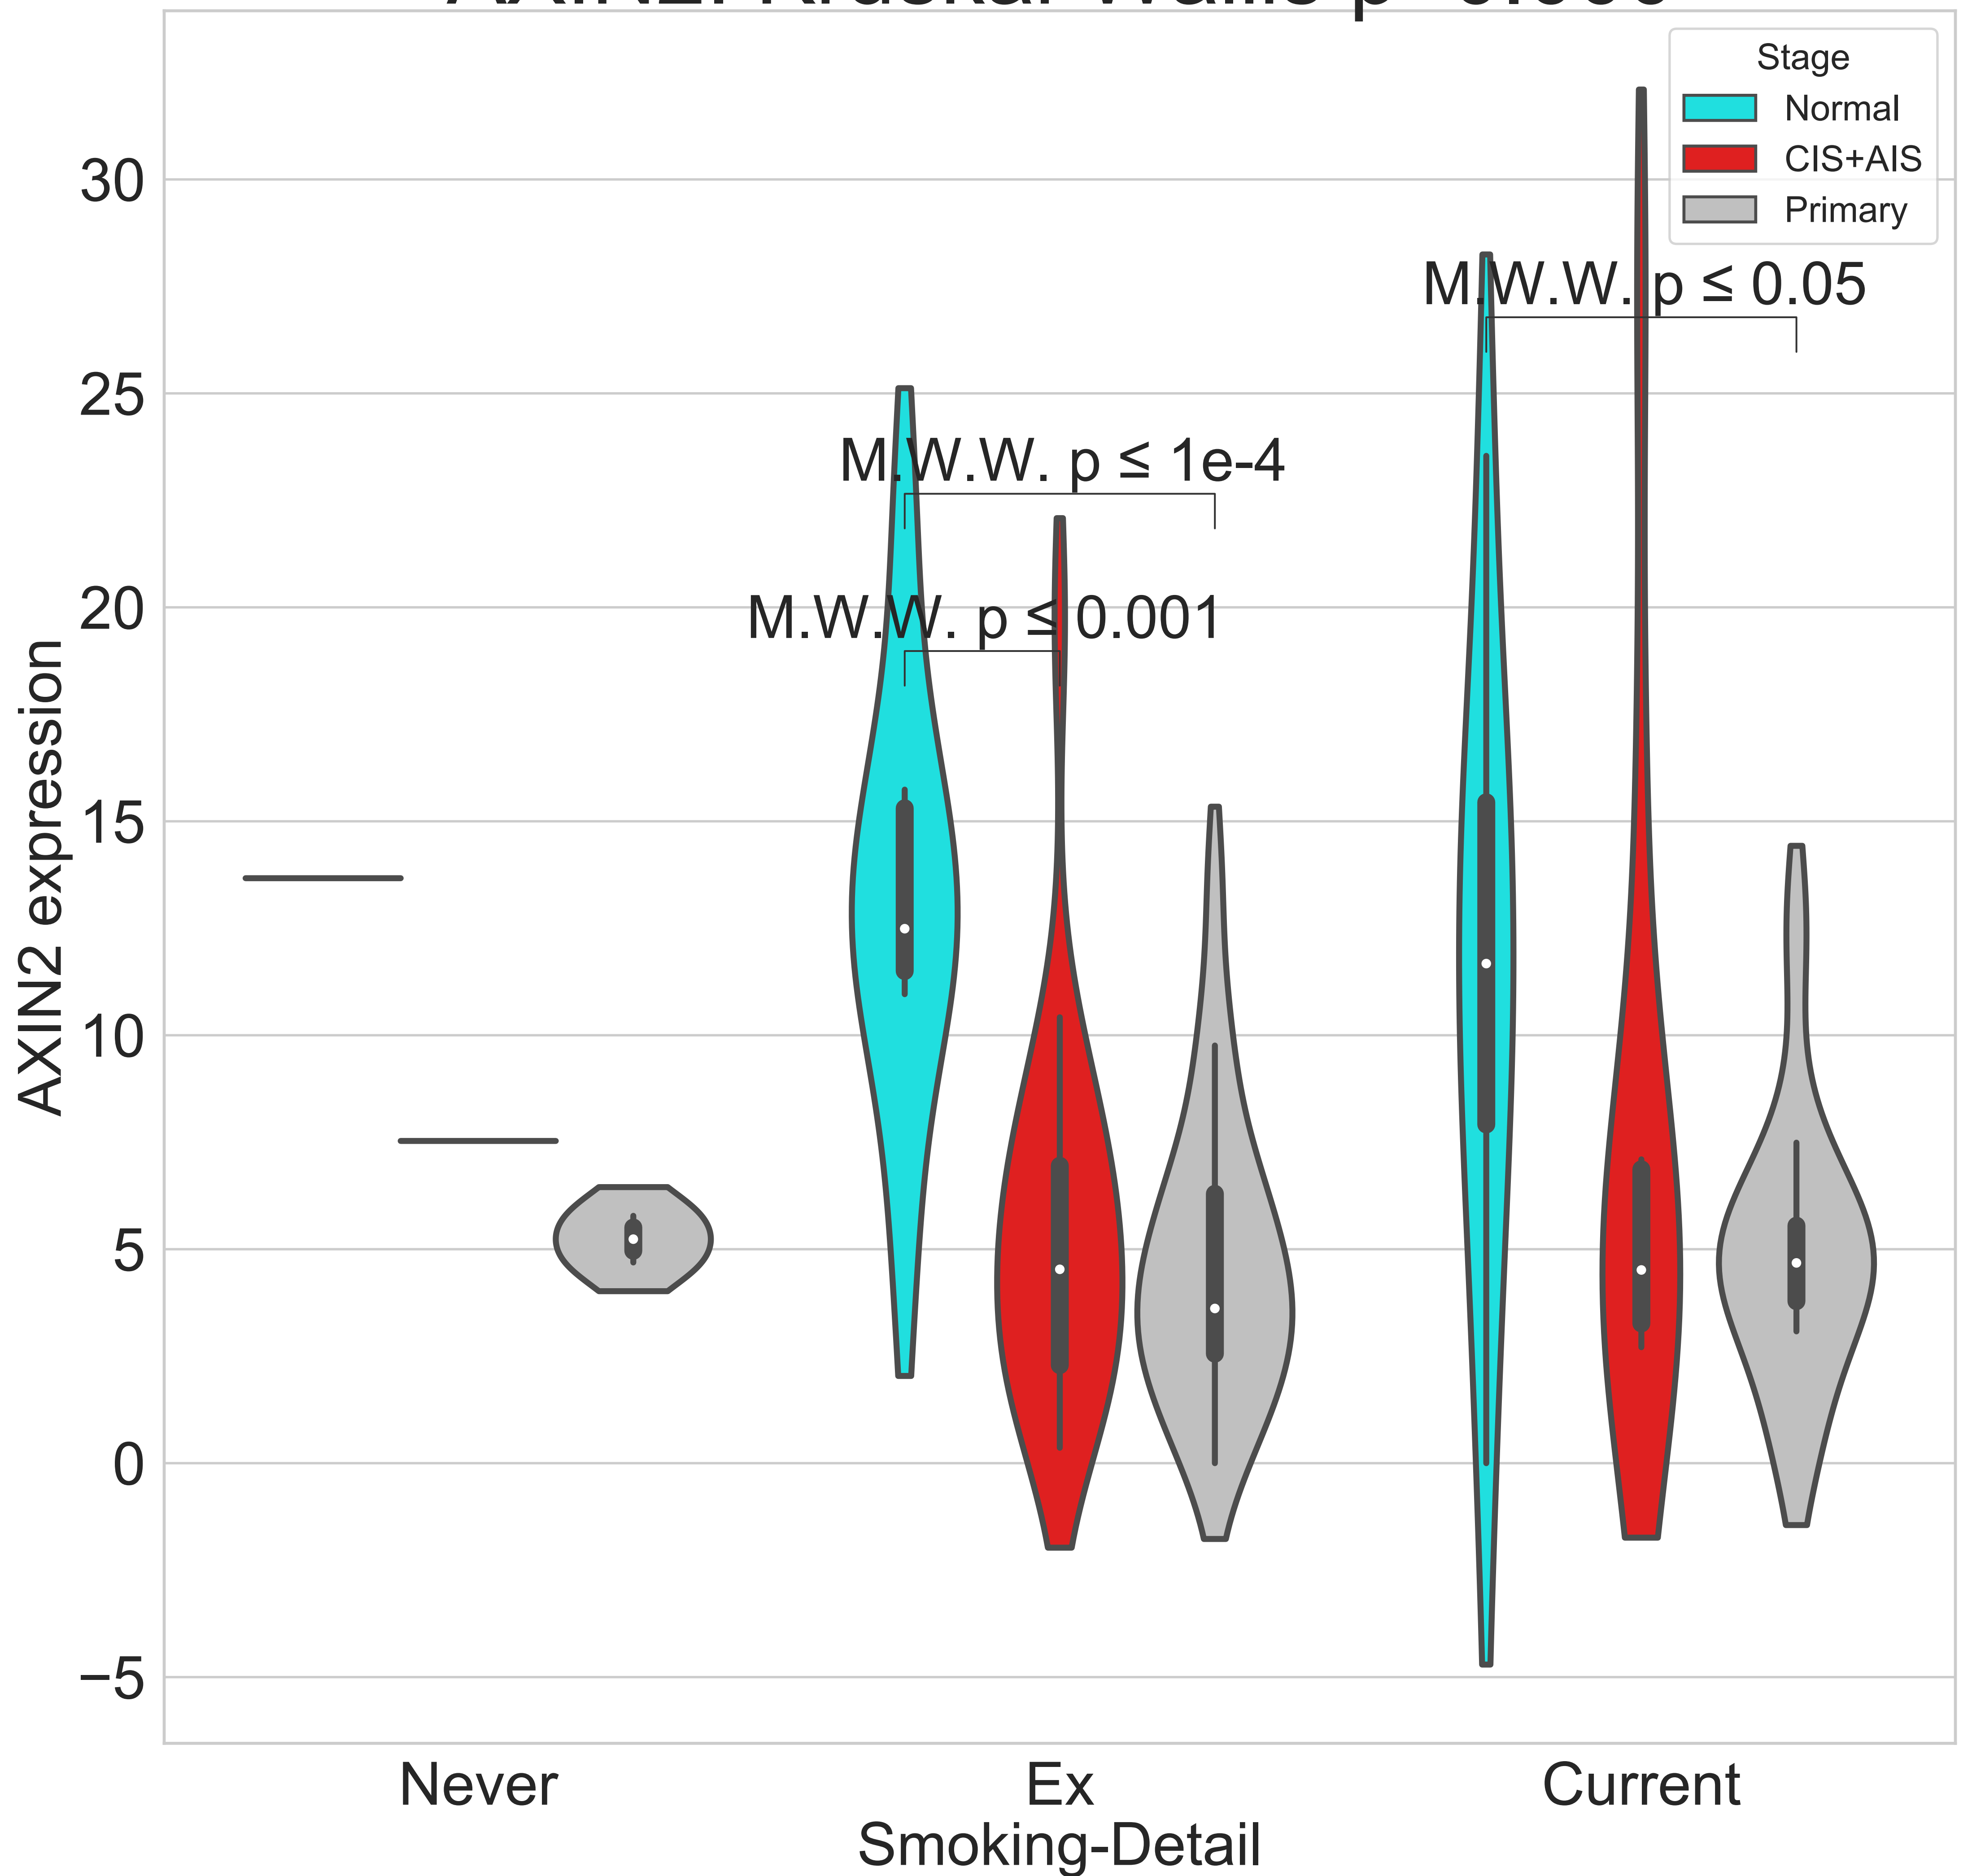 Stage
Normal
CIS+AIS
Primary
30
25
20
15
10
5
0
−5
AXIN2 expression
M.W.W. p ≤ 0.05
M.W.W. p ≤ 1e-4
M.W.W. p ≤ 0.001
Never
Ex
Current
Smoking-Detail